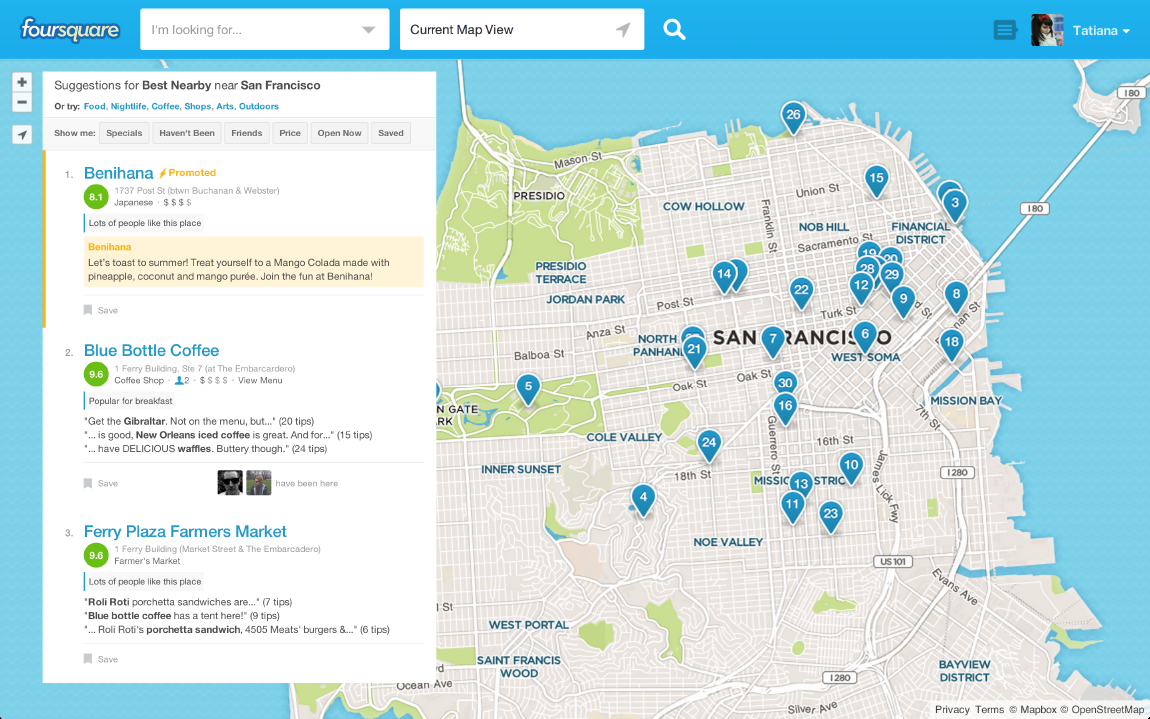 foursquare
I'm looking for...
Current Map View
Tatiana
Suggestions for Best Nearby near San Francisco
Or try: Food, Nightlife, Coffee, Shops, Arts, Outdoors
Show me: Specials Haven't Been Friends Price Open Now Saved
1. Benihana Promoted
8.1
1737 Post St (btwn Buchanan & Webster)
Japanese · $ $ $ $
Lots of people like this place
Benihana
Let's toast to summer! Treat yourself to a Mango Colada made with
pineapple, coconut and mango purée. Join the fun at Benihana!
Save
2. Blue Bottle Coffee
9.6
1 Ferry Building, Ste 7 (at The Embarcadero)
Coffee Shop · 2 · $ $ $ $ · View Menu
Popular for breakfast
"Get the Gibraltar. Not on the menu, but..." (20 tips)
"... is good, New Orleans iced coffee is great. And for..." (15 tips)
"... have DELICIOUS waffles. Buttery though." (24 tips)
Save
have been here
3. Ferry Plaza Farmers Market
9.6
1 Ferry Building (Market Street & The Embarcadero)
Farmer's Market
Lots of people like this place
"Roli Roti porchetta sandwiches are..." (7 tips)
"Blue bottle coffee has a tent here!" (9 tips)
"... Roli Roti's porchetta sandwich, 4505 Meats' burgers &..." (6 tips)
Save
I 80
26
Mason St
15
Union St
PRESIDIO
COW HOLLOW
Franklin St
3
I 80
NOB HILL
FINANCIAL
DISTRICT
Sacramento St
19
20
PRESIDIO
TERRACE
14
28
29
12
22
9
8
JORDAN PARK
Post St
Turk St
Anza St
NORTH
PANHAN
21
SAN FRANCISCO
7
6
18
WEST SOMA
Balboa St
Oak St
Oak St
5
30
16
MISSION BAY
N GATE
RK
7th St
COLE VALLEY
Guerrero St
16th St
24
INNER SUNSET
18th St
10
James Lick Fwy
I 280
MISSI
STRIC
13
4
11
23
NOE VALLEY
US 101
Evans Ave
l St
WEST PORTAL
SAINT FRANCIS
WOOD
BAYVIEW
DISTRICT
I 280
Ocean Ave
Silver Ave
Privacy Terms © Mapbox © OpenStreetMap